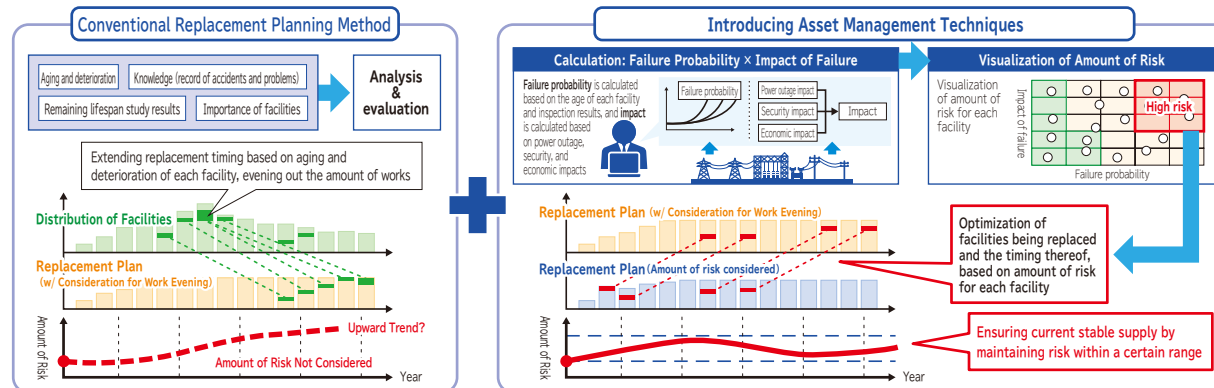 Conventional Replacement Planning Method
Aging and deterioration
Knowledge (record of accidents and problems)
Remaining lifespan study results
Importance of facilities
Analysis
&
evaluation
Extending replacement timing based on aging and
deterioration of each facility, evening out the amount of works
Distribution of Facilities
Replacement Plan
(w/ Consideration for Work Evening)
Amount of Risk
Upward Trend?
Amount of Risk Not Considered
Year
Introducing Asset Management Techniques
Calculation: Failure Probability × Impact of Failure
Failure probability is calculated
based on the age of each facility
and inspection results, and impact
is calculated based
on power outage,
security, and
economic impacts
Failure probability
Power outage impact
Security impact
Economic impact
Impact
Visualization of Amount of Risk
Visualization
of amount of
risk for each
facility
Impact of failure
High risk
Failure probability
Replacement Plan (w/ Consideration for Work Evening)
Replacement Plan (Amount of risk considered)
Optimization of
facilities being replaced
and the timing thereof,
based on amount of risk
for each facility
Amount of Risk
Year
Ensuring current stable supply by
maintaining risk within a certain range